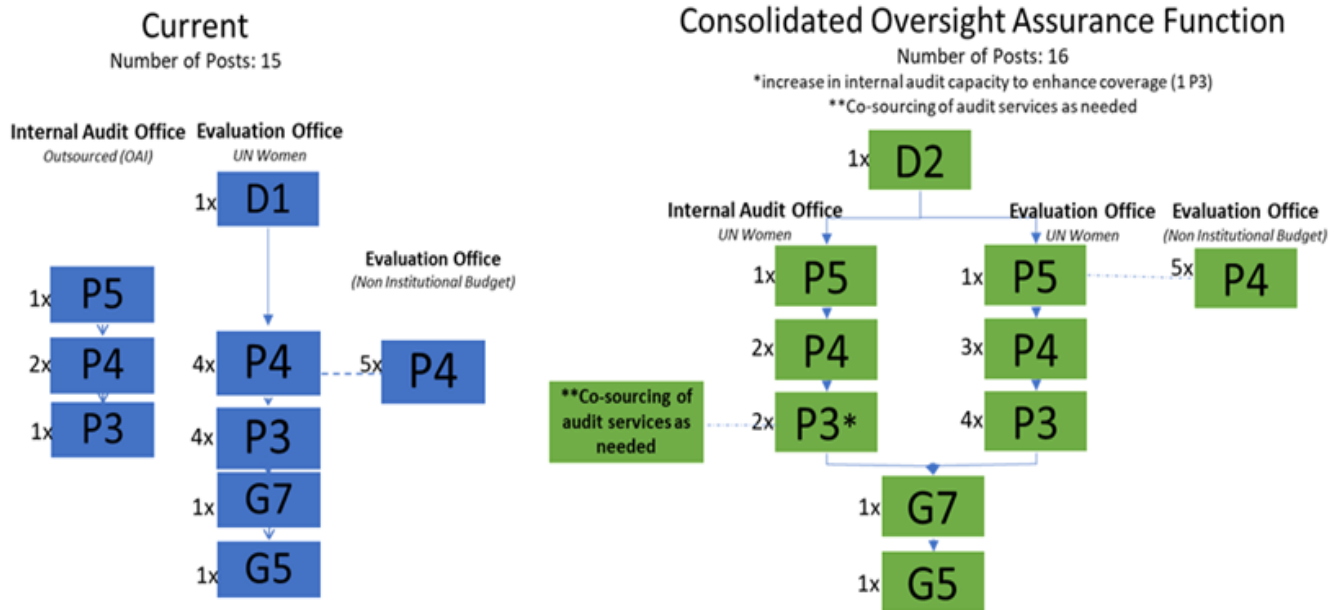 Current
Number of Posts: 15
Internal Audit Office
Outsourced (OAI)
Evaluation Office
UN Women
1x
D1
Evaluation Office
(Non Institutional Budget)
1x
P5
2x
P4
1x
P3
4x
P4
5x
P4
4x
P3
1x
G7
1x
G5
Consolidated Oversight Assurance Function
Number of Posts: 16
*increase in internal audit capacity to enhance coverage (1 P3)
**Co-sourcing of audit services as needed
1x
D2
Internal Audit Office
UN Women
Evaluation Office
UN Women
Evaluation Office
(Non Institutional Budget)
1x
P5
1x
P5
5x
P4
2x
P4
3x
P4
**Co-sourcing of
audit services as
needed
2x
P3*
4x
P3
1x
G7
1x
G5